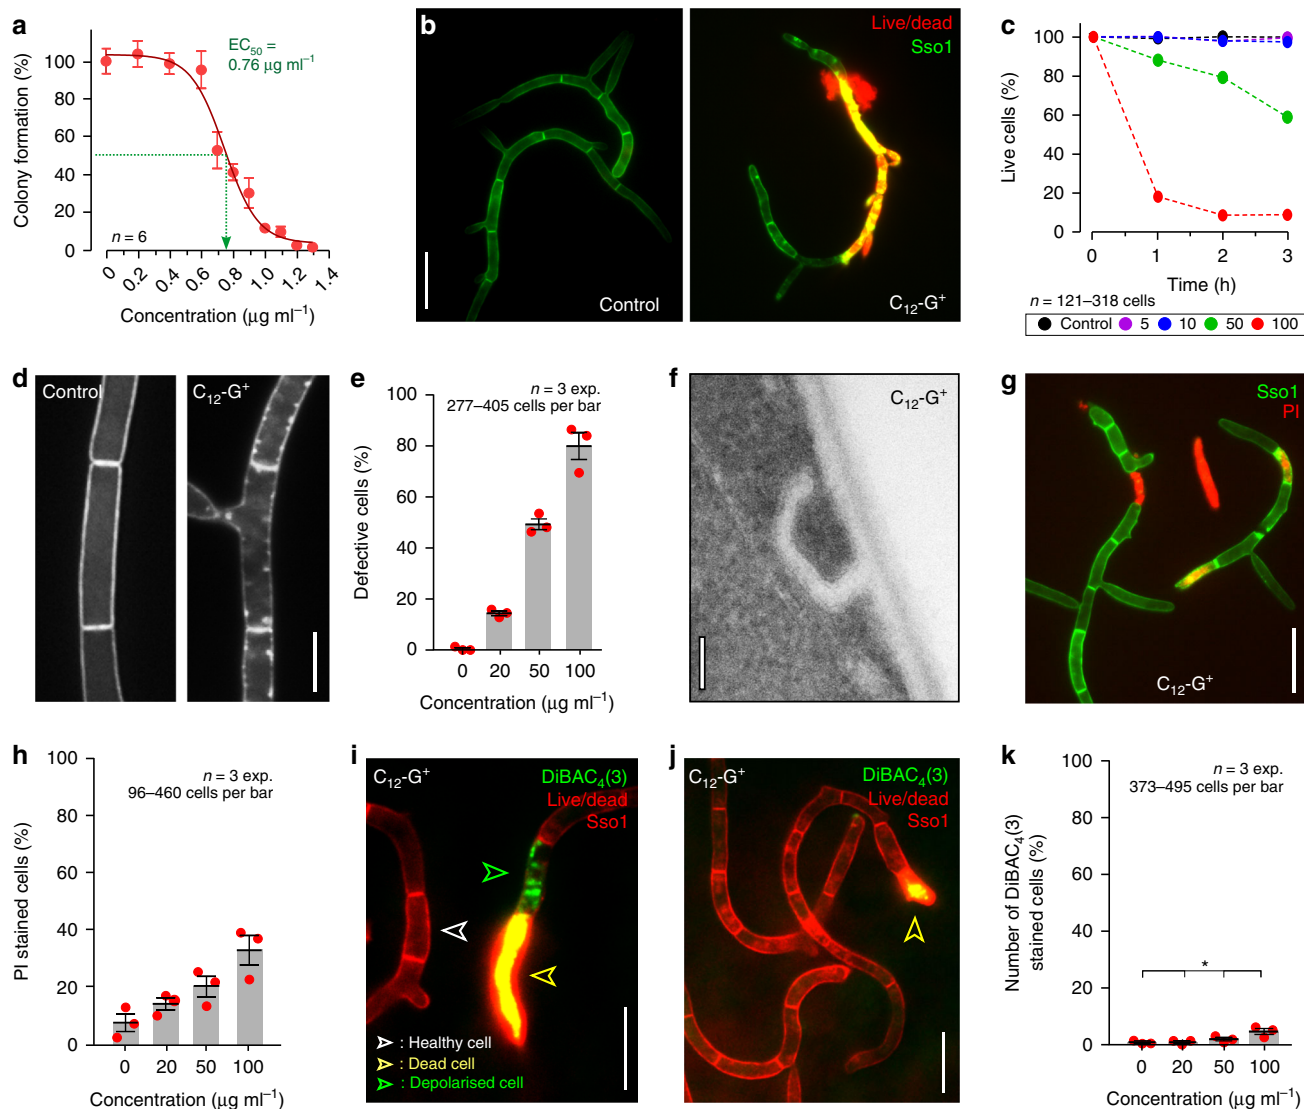 a
100
80
60
40
20
0
Colony formation (%)
EC50 =
0.76 µg ml−1
n = 6
0 0.2 0.4 0.6 0.8 1.0 1.2 1.4
Concentration (µg ml−1)
b
Control
Live/dead
Sso1
C12-G+
c
100
80
60
40
20
0
Live cells (%)
0 1 2 3
Time (h)
n = 121–318 cells
Control 5 10 50 100
d
Control
C12-G+
e
100
80
60
40
20
0
Defective cells (%)
n = 3 exp.
277–405 cells per bar
0 20 50 100
Concentration (µg ml−1)
f
C12-G+
g
Sso1
PI
C12-G+
h
100
80
60
40
20
0
PI stained cells (%)
n = 3 exp.
96–460 cells per bar
0 20 50 100
Concentration (µg ml−1)
i
C12-G+
DiBAC4(3)
Live/dead
Sso1
: Healthy cell
: Dead cell
: Depolarised cell
j
C12-G+
DiBAC4(3)
Live/dead
Sso1
k
100
80
60
40
20
0
Number of DiBAC4(3)
stained cells (%)
n = 3 exp.
373–495 cells per bar
*
0 20 50 100
Concentration (µg ml−1)